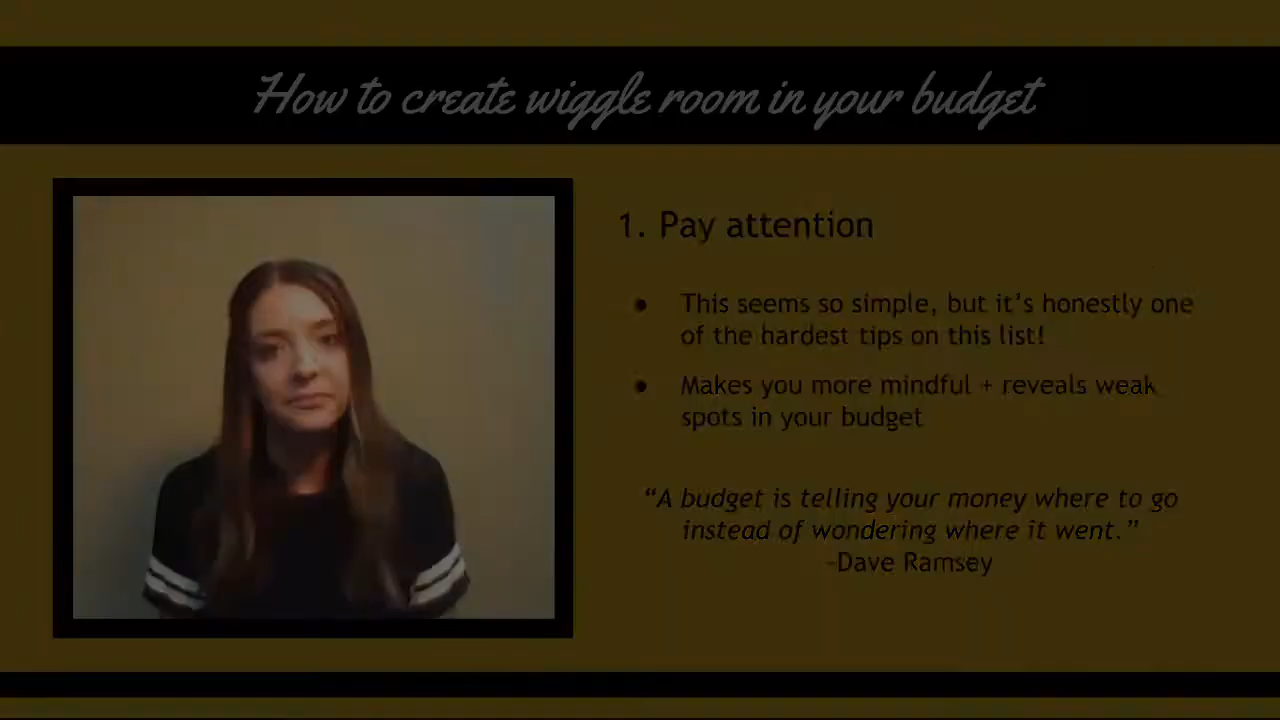 How to create wiggle room in your budget
1. Pay attention
● This seems so simple, but it's honestly one
of the hardest tips on this list!
● Makes you more mindful + reveals weak
spots in your budget
“A budget is telling your money where to go
instead of wondering where it went.”
-Dave Ramsey